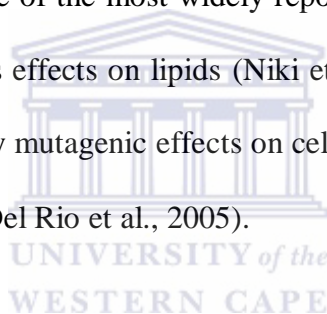 e of the most widely repo
s effects on lipids (Niki et
y mutagenic effects on cel
Del Rio et al., 2005).
UNIVERSITY of the
WESTERN CAPE